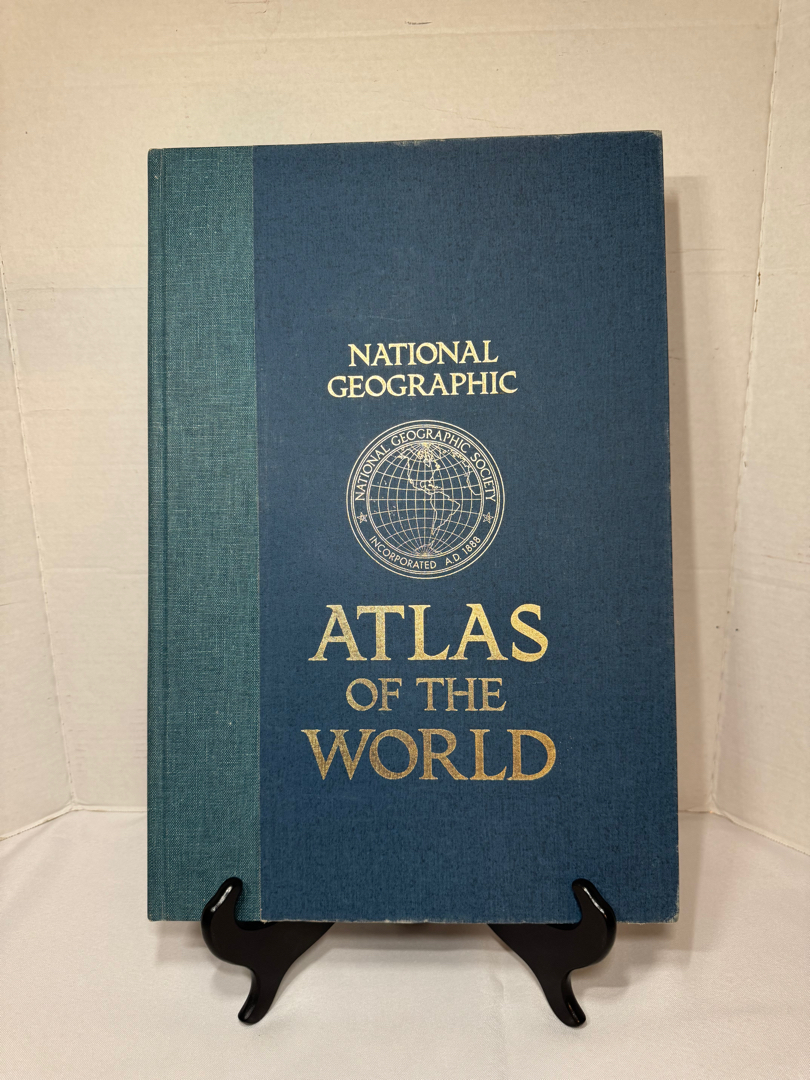 NATIONAL
GEOGRAPHIC
NATIONAL GEOGRAPHIC SOCIETY
INCORPORATED A.D. 1888
ATLAS
OF THE
WORLD